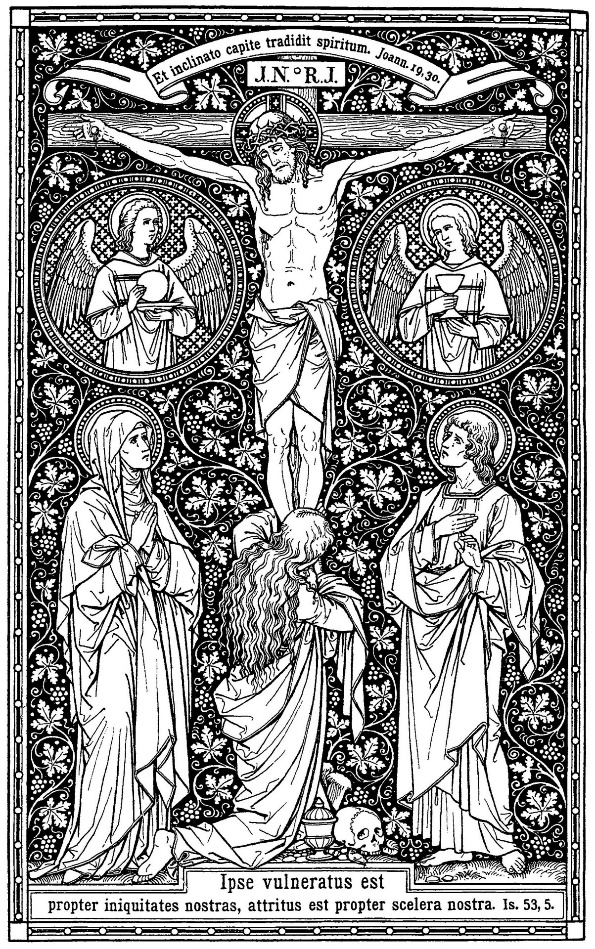 Et inclinato capite tradidit spiritum. Joann. 19, 30.
J. N. R. J.
Ipse vulneratus est
propter iniquitates nostras, attritus est propter scelera nostra. Is. 53, 5.